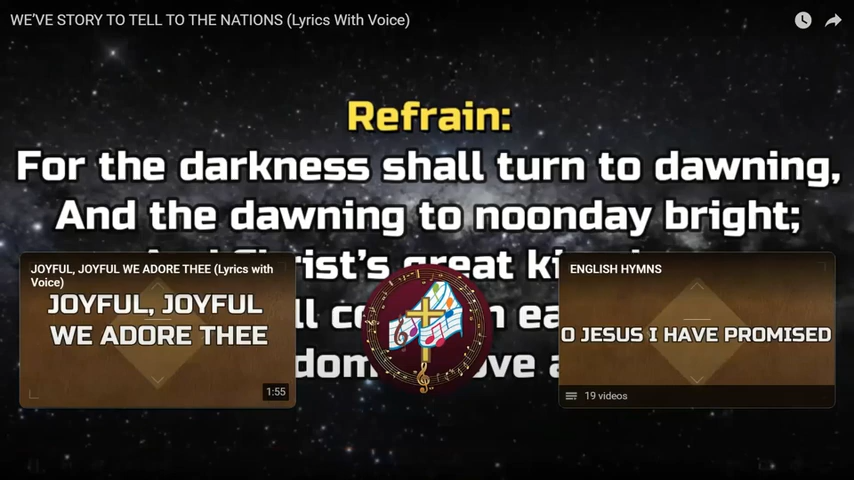 WE'VE STORY TO TELL TO THE NATIONS (Lyrics With Voice)
Refrain:
For the darkness shall turn to dawning,
And the dawning to noonday bright;
great
JOYFUL, JOYFUL WE ADORE THEE (Lyrics with
Voice)
JOYFUL, JOYFUL
WE ADORE THEE
1:55
ENGLISH HYMNS
O JESUS I HAVE PROMISED
19 videos